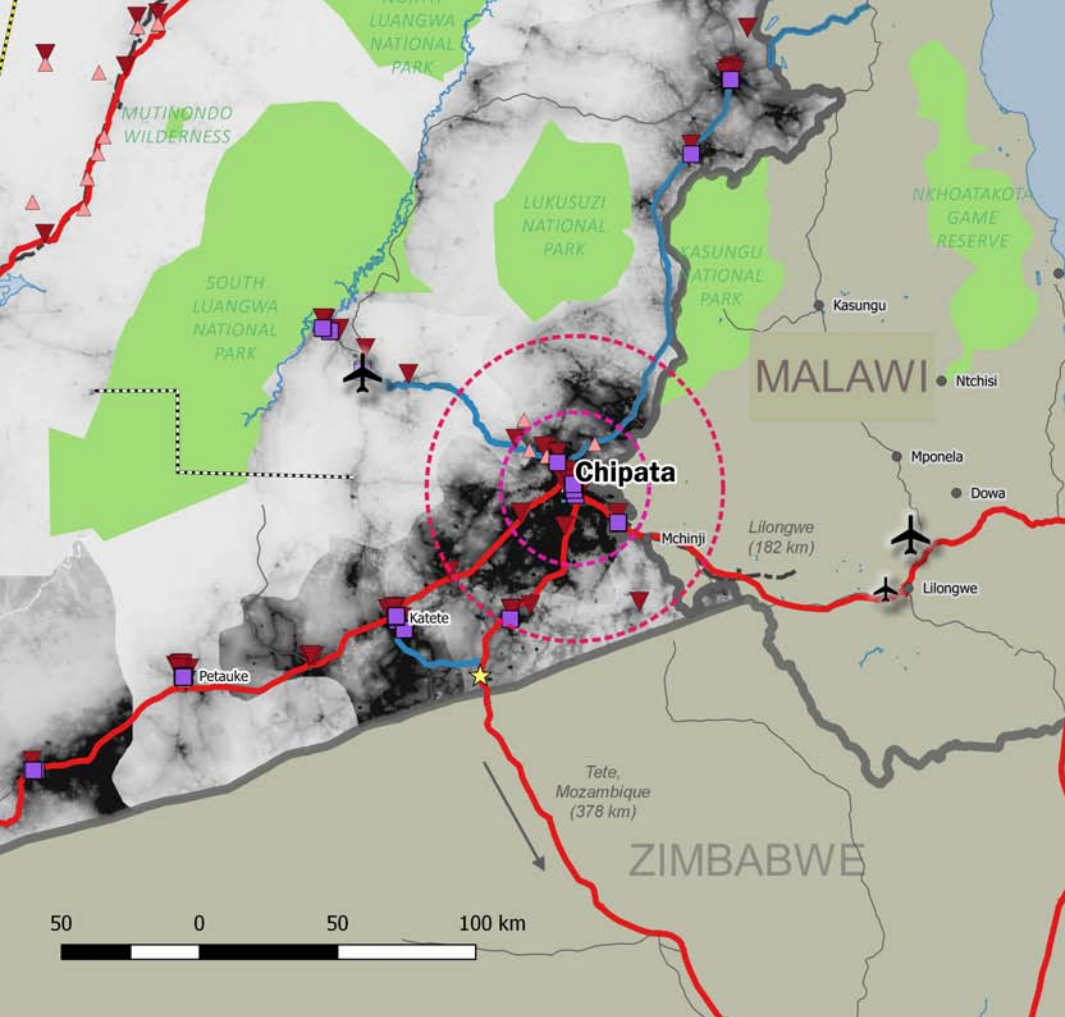 NORTH
LUANGWA
NATIONAL
PARK
MUTINONDO
WILDERNESS
LUKUSUZI
NATIONAL
PARK
NKHOATAKOTA
GAME
RESERVE
KASUNGU
NATIONAL
PARK
SOUTH
LUANGWA
NATIONAL
PARK
Kasungu
MALAWI
Ntchisi
Mponela
Chipata
Dowa
Lilongwe
(182 km)
Mchinji
Lilongwe
Katete
Petauke
Tete,
Mozambique
(378 km)
ZIMBABWE
50 0 50 100 km